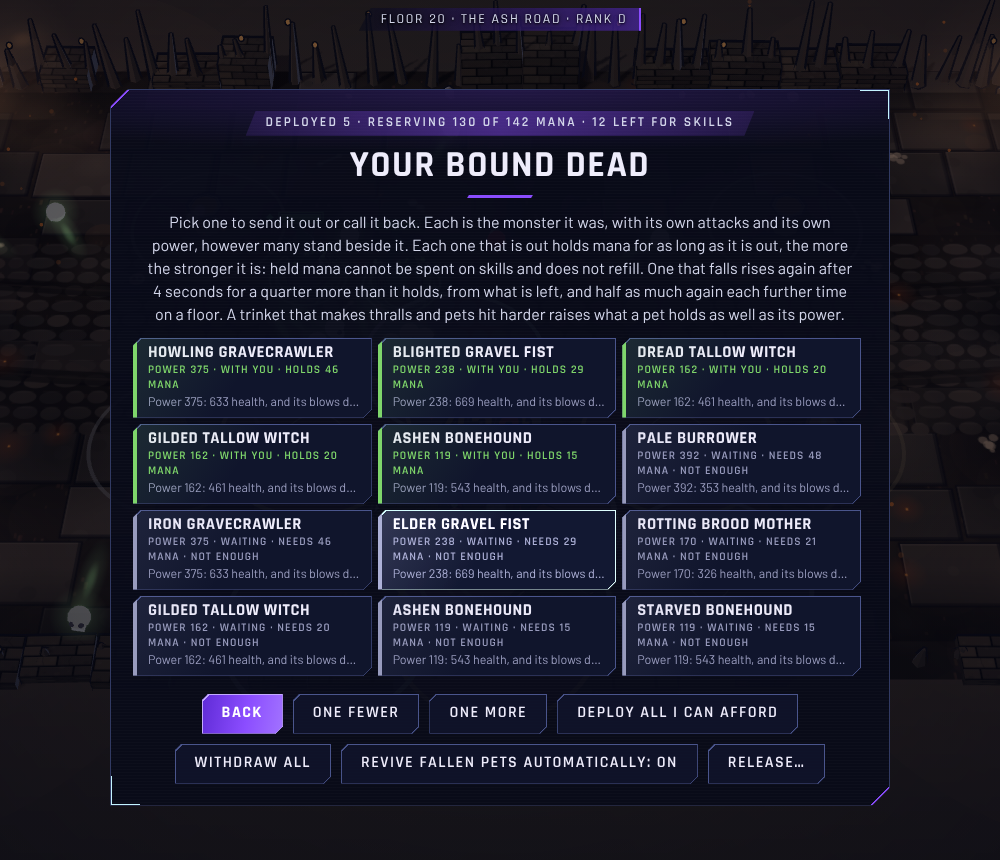 FLOOR 20 · THE ASH ROAD · RANK D
DEPLOYED 5 · RESERVING 130 OF 142 MANA · 12 LEFT FOR SKILLS
YOUR BOUND DEAD
Pick one to send it out or call it back. Each is the monster it was, with its own attacks and its own
power, however many stand beside it. Each one that is out holds mana for as long as it is out, the more
the stronger it is: held mana cannot be spent on skills and does not refill. One that falls rises again after
4 seconds for a quarter more than it holds, from what is left, and half as much again each further time
on a floor. A trinket that makes thralls and pets hit harder raises what a pet holds as well as its power.
HOWLING GRAVECRAWLER
POWER 375 · WITH YOU · HOLDS 46
MANA
Power 375: 633 health, and its blows d...
BLIGHTED GRAVEL FIST
POWER 238 · WITH YOU · HOLDS 29
MANA
Power 238: 669 health, and its blows d...
DREAD TALLOW WITCH
POWER 162 · WITH YOU · HOLDS 20
MANA
Power 162: 461 health, and its blows d...
GILDED TALLOW WITCH
POWER 162 · WITH YOU · HOLDS 20
MANA
Power 162: 461 health, and its blows d...
ASHEN BONEHOUND
POWER 119 · WITH YOU · HOLDS 15
MANA
Power 119: 543 health, and its blows d...
PALE BURROWER
POWER 392 · WAITING · NEEDS 48
MANA · NOT ENOUGH
Power 392: 353 health, and its blows d...
IRON GRAVECRAWLER
POWER 375 · WAITING · NEEDS 46
MANA · NOT ENOUGH
Power 375: 633 health, and its blows d...
ELDER GRAVEL FIST
POWER 238 · WAITING · NEEDS 29
MANA · NOT ENOUGH
Power 238: 669 health, and its blows d...
ROTTING BROOD MOTHER
POWER 170 · WAITING · NEEDS 21
MANA · NOT ENOUGH
Power 170: 326 health, and its blows d...
GILDED TALLOW WITCH
POWER 162 · WAITING · NEEDS 20
MANA · NOT ENOUGH
Power 162: 461 health, and its blows d...
ASHEN BONEHOUND
POWER 119 · WAITING · NEEDS 15
MANA · NOT ENOUGH
Power 119: 543 health, and its blows d...
STARVED BONEHOUND
POWER 119 · WAITING · NEEDS 15
MANA · NOT ENOUGH
Power 119: 543 health, and its blows d...
BACK
ONE FEWER
ONE MORE
DEPLOY ALL I CAN AFFORD
WITHDRAW ALL
REVIVE FALLEN PETS AUTOMATICALLY: ON
RELEASE...